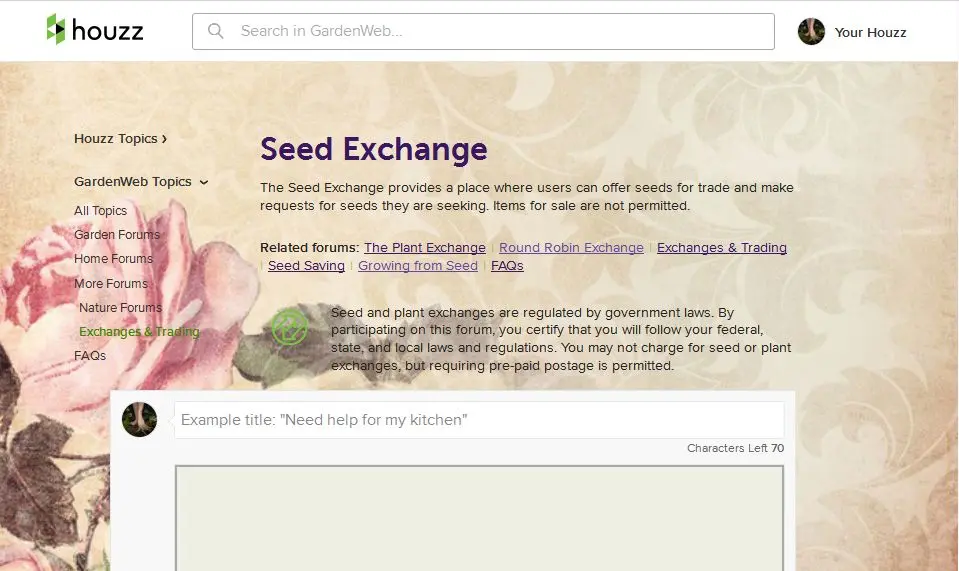 houzz
Search in GardenWeb...
Your Houzz
Houzz Topics ›
GardenWeb Topics
All Topics
Garden Forums
Home Forums
More Forums
Nature Forums
Exchanges & Trading
FAQs
Seed Exchange
The Seed Exchange provides a place where users can offer seeds for trade and make
requests for seeds they are seeking. Items for sale are not permitted.
Related forums: The Plant Exchange | Round Robin Exchange | Exchanges & Trading
| Seed Saving | Growing from Seed | FAQs
Seed and plant exchanges are regulated by government laws. By
participating on this forum, you certify that you will follow your federal,
state, and local laws and regulations. You may not charge for seed or plant
exchanges, but requiring pre-paid postage is permitted.
Example title: "Need help for my kitchen"
Characters Left 70